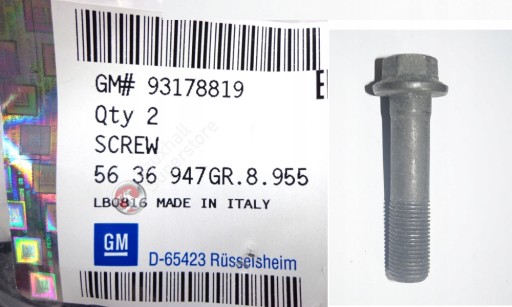 GM# 93178819
Qty 2
SCREW
56 36 947GR.8.955
LB0816 MADE IN ITALY
GM
D-65423 Rüsselsheim